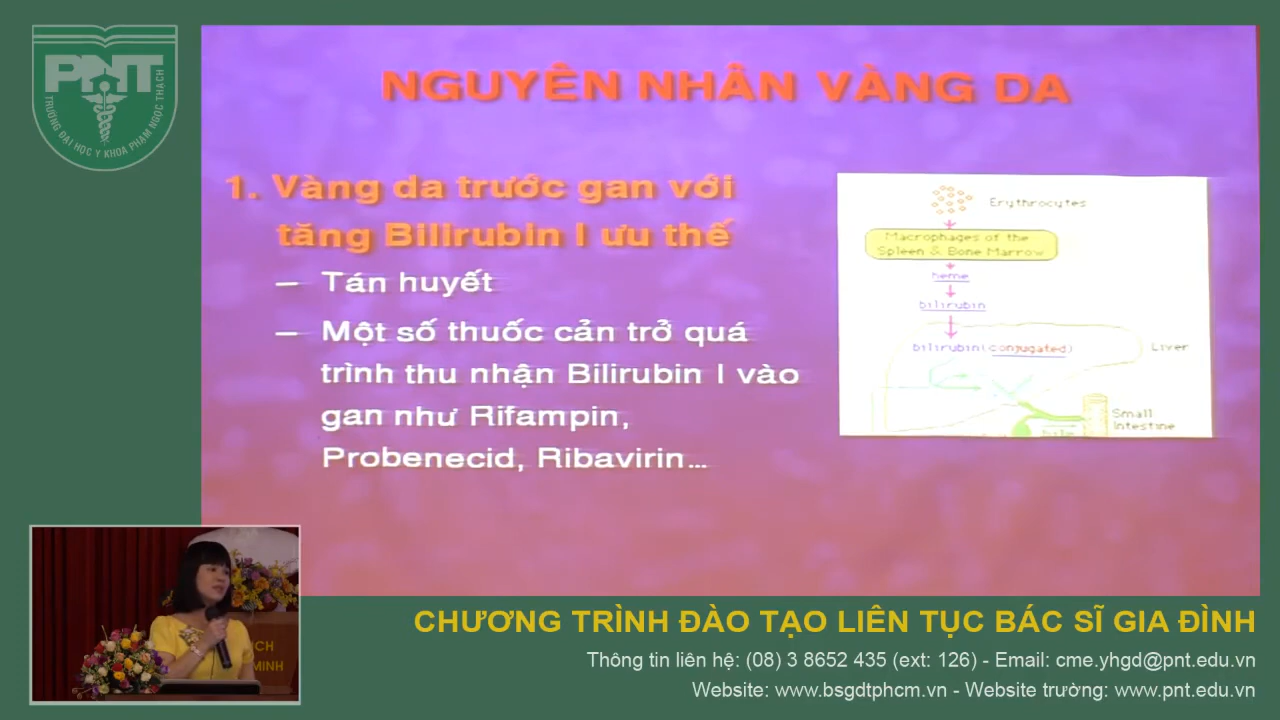 PNT
TRƯỜNG ĐẠI HỌC Y KHOA PHẠM NGỌC THẠCH
NGUYÊN NHÂN VÀNG DA
1. Vàng da trước gan với
tăng Bilirubin I ưu thế
– Tán huyết
– Một số thuốc cản trở quá
trình thu nhận Bilirubin I vào
gan như Rifampin,
Probenecid, Ribavirin...
Erythrocytes
Macrophages of the
Spleen & Bone Marrow
heme
bilirubin
bilirubin(conjugated)
Liver
Small
Intestine
bile
CH
MINH
CHƯƠNG TRÌNH ĐÀO TẠO LIÊN TỤC BÁC SĨ GIA ĐÌNH
Thông tin liên hệ: (08) 3 8652 435 (ext: 126) - Email: cme.yhgd@pnt.edu.vn
Website: www.bsgdtphcm.vn - Website trường: www.pnt.edu.vn